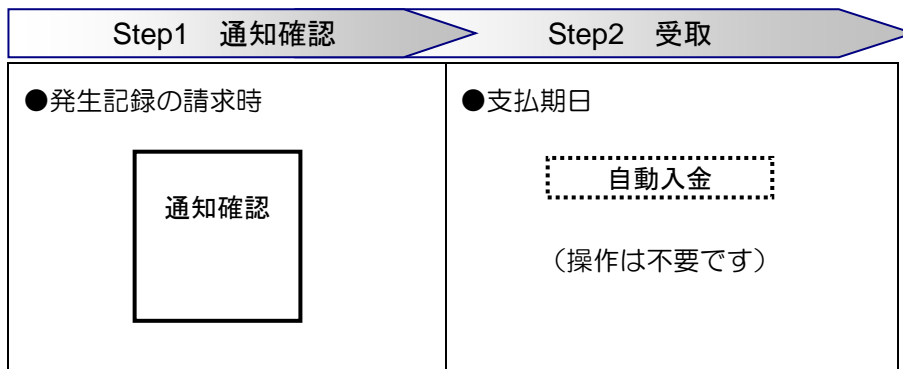 Step1　通知確認
Step2　受取
●発生記録の請求時
通知確認
●支払期日
自動入金
（操作は不要です）